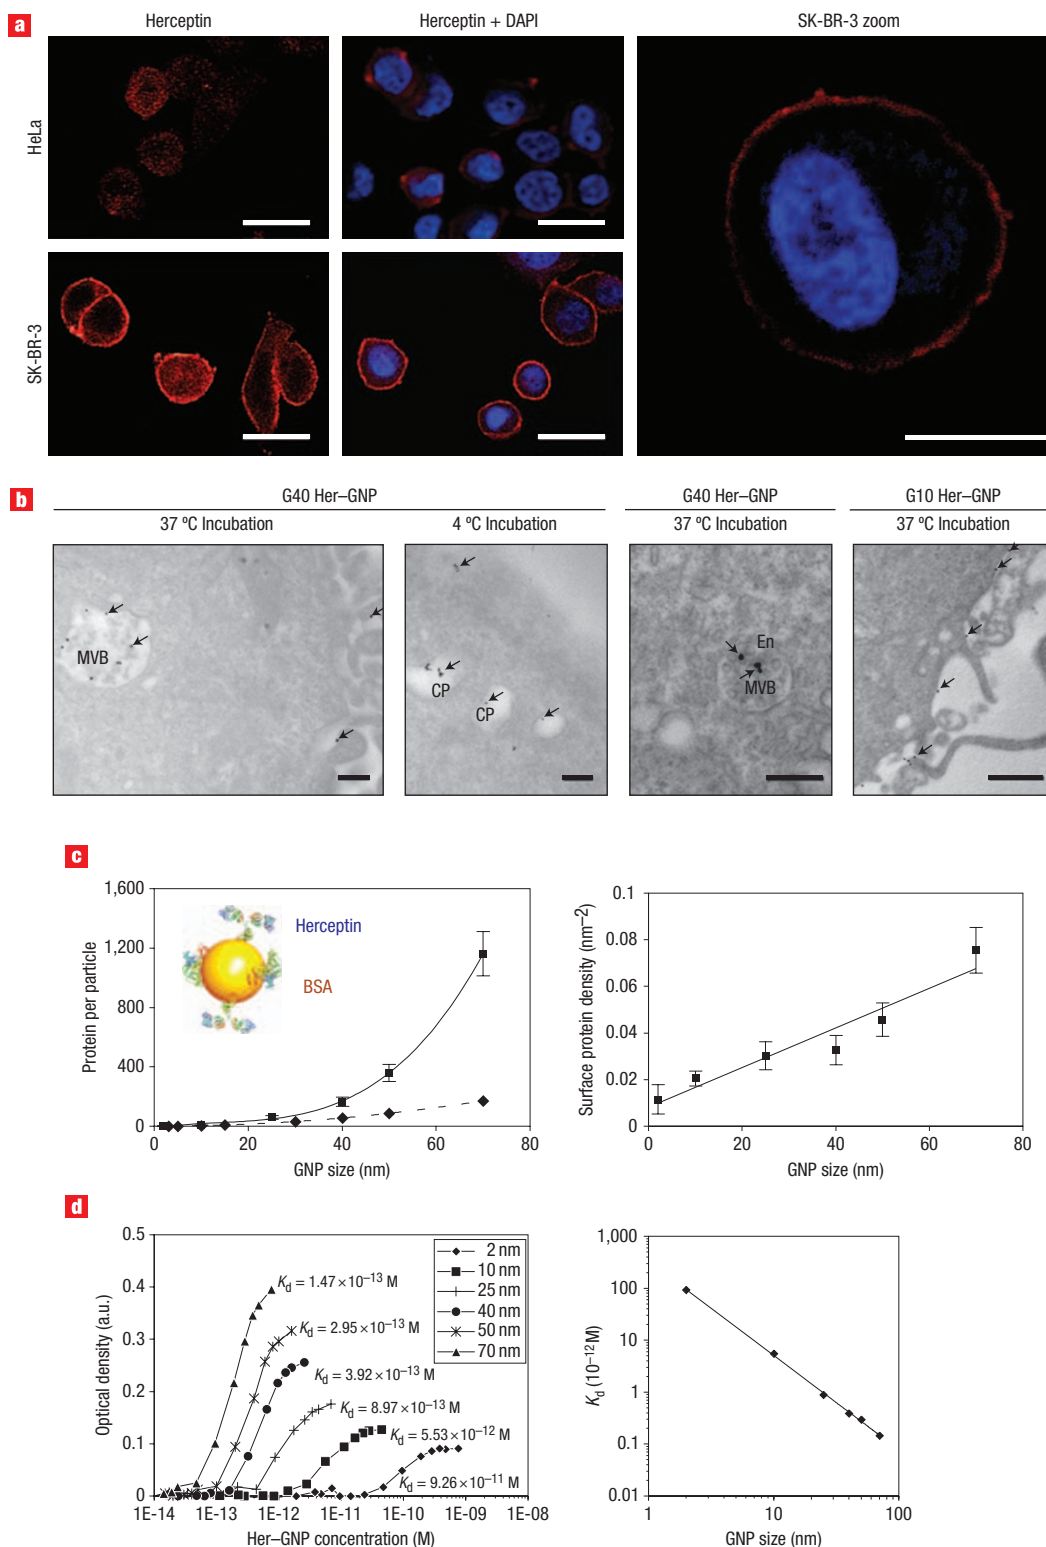 a
Herceptin
Herceptin + DAPI
SK-BR-3 zoom
HeLa
SK-BR-3
b
G40 Her–GNP
G40 Her–GNP
G10 Her–GNP
37 ºC Incubation
4 ºC Incubation
37 ºC Incubation
37 ºC Incubation
MVB
CP
CP
En
MVB
c
Protein per particle
1,600
1,200
800
400
0
0
20
40
60
80
GNP size (nm)
Herceptin
BSA
Surface protein density (nm−2)
0.1
0.08
0.06
0.04
0.02
0
0
20
40
60
80
GNP size (nm)
d
Optical density (a.u.)
0.5
0.4
0.3
0.2
0.1
0
1E-14
1E-13
1E-12
1E-11
1E-10
1E-09
1E-08
Her–GNP concentration (M)
2 nm
10 nm
25 nm
40 nm
50 nm
70 nm
Kd = 1.47×10−13 M
Kd = 2.95×10−13 M
Kd = 3.92×10−13 M
Kd = 8.97×10−13 M
Kd = 5.53×10−12 M
Kd = 9.26×10−11 M
Kd (10−12M)
1,000
100
10
1
0.1
0.01
1
10
100
GNP size (nm)